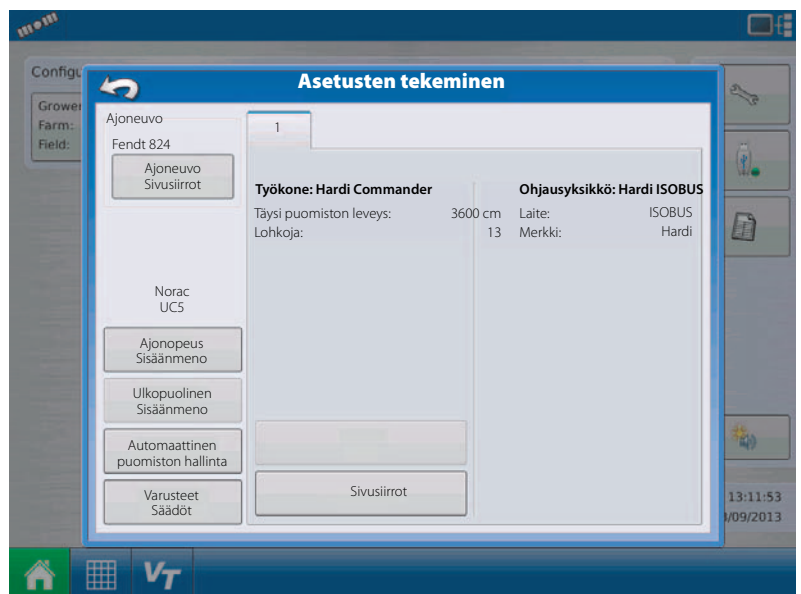 Configu
Grower
Farm:
Field:
Asetusten tekeminen
Ajoneuvo
Fendt 824
Ajoneuvo
Sivusiirrot
Norac
UC5
Ajonopeus
Sisäänmeno
Ulkopuolinen
Sisäänmeno
Automaattinen
puomiston hallinta
Varusteet
Säädöt
1
Työkone: Hardi Commander
Täysi puomiston leveys: 3600 cm
Lohkoja: 13
Sivusiirrot
Ohjausyksikkö: Hardi ISOBUS
Laite: ISOBUS
Merkki: Hardi
13:11:53
/09/2013
VT